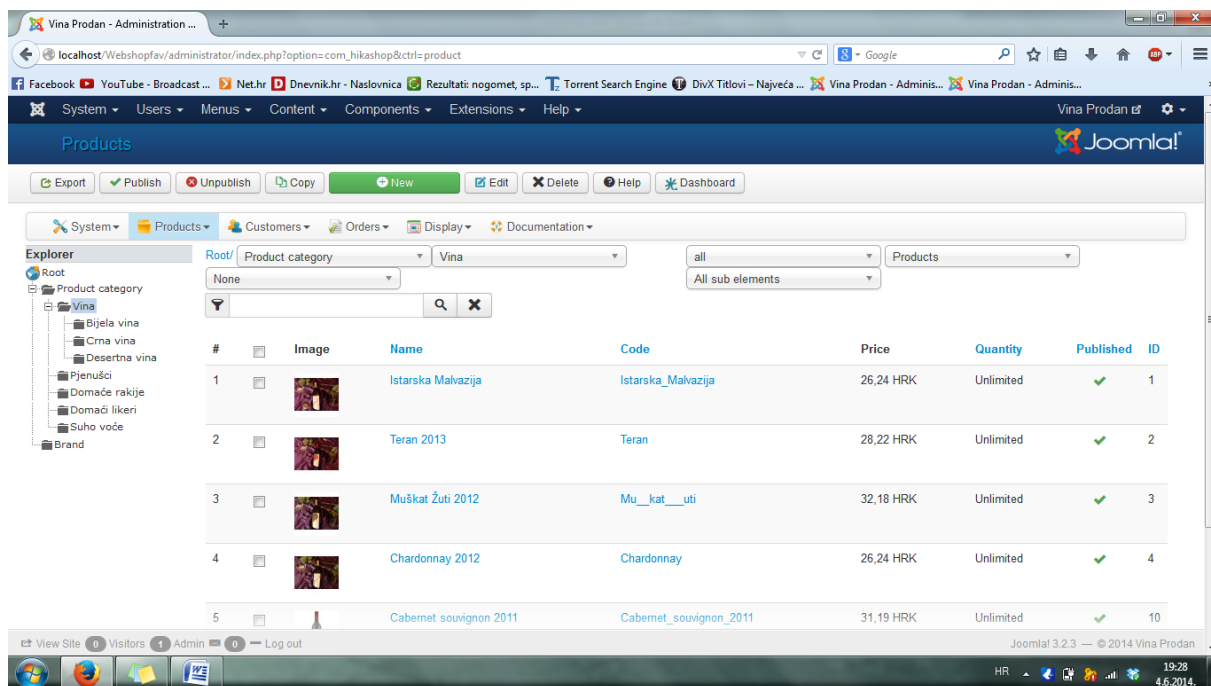 Vina Prodan - Administration ...
localhost/Webshopfav/administrator/index.php?option=com_hikashop&ctrl=product
8 - Google
ABP
Facebook YouTube - Broadcast ... Net.hr D Dnevnik.hr - Naslovnica Rezultati: nogomet, sp... Torrent Search Engine DivX Titlovi – Najveća ... Vina Prodan - Adminis... Vina Prodan - Adminis...
System Users Menus Content Components Extensions Help Vina Prodan
Products Joomla!
Export Publish Unpublish Copy New Edit Delete Help Dashboard
System Products Customers Orders Display Documentation
Explorer
Root
Product category
Vina
Bijela vina
Crna vina
Desertna vina
Pjenušci
Domaće rakije
Domaći likeri
Suho voće
Brand
Root/ Product category Vina all Products
None All sub elements
# Image Name Code Price Quantity Published ID
1 Istarska Malvazija Istarska_Malvazija 26,24 HRK Unlimited 1
2 Teran 2013 Teran 28,22 HRK Unlimited 2
3 Muškat Žuti 2012 Mu__kat___uti 32,18 HRK Unlimited 3
4 Chardonnay 2012 Chardonnay 26,24 HRK Unlimited 4
5 Cabernet souvignon 2011 Cabernet_souvignon_2011 31,19 HRK Unlimited 10
View Site 0 Visitors 1 Admin 0 Log out Joomla! 3.2.3 — © 2014 Vina Prodan
HR 19:28
4.6.2014.